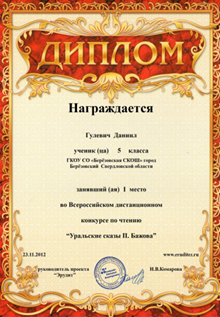 ДИПЛОМ
Награждается
Гулевич Даниил
ученик (ца) 5 класса
ГКОУ СО «Берёзовская СКОШ» город
Берёзовский Свердловской области
занявший (ая) I место
во Всероссийском дистанционном
конкурсе по чтению
“Уральские сказы П. Бажова”
23.11.2012 www.eruditez.ru
руководитель проекта
"Эрудит" Н.В.Комарова